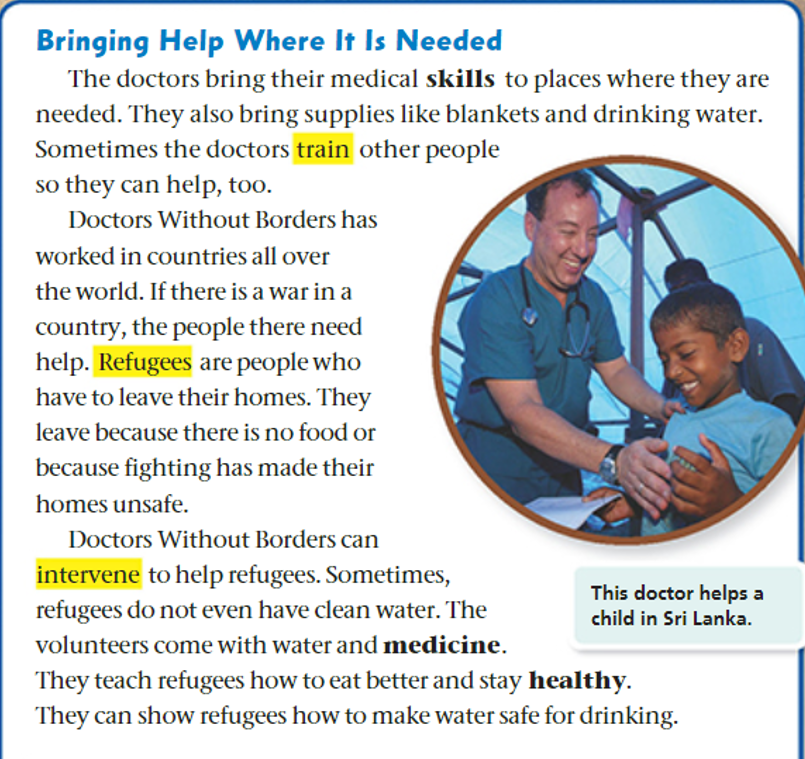 Bringing Help Where It Is Needed
The doctors bring their medical skills to places where they are
needed. They also bring supplies like blankets and drinking water.
Sometimes the doctors train other people
so they can help, too.
Doctors Without Borders has
worked in countries all over
the world. If there is a war in a
country, the people there need
help. Refugees are people who
have to leave their homes. They
leave because there is no food or
because fighting has made their
homes unsafe.
Doctors Without Borders can
intervene to help refugees. Sometimes,
refugees do not even have clean water. The
volunteers come with water and medicine.
They teach refugees how to eat better and stay healthy.
They can show refugees how to make water safe for drinking.
This doctor helps a
child in Sri Lanka.